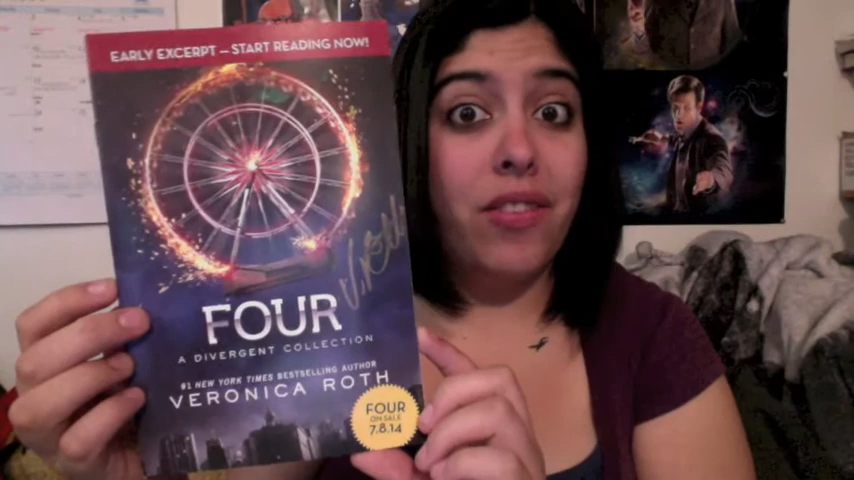 EARLY EXCERPT – START READING NOW!
V. Roth
FOUR
A DIVERGENT COLLECTION
#1 NEW YORK TIMES BESTSELLING AUTHOR
VERONICA ROTH
FOUR
ON SALE
7.8.14